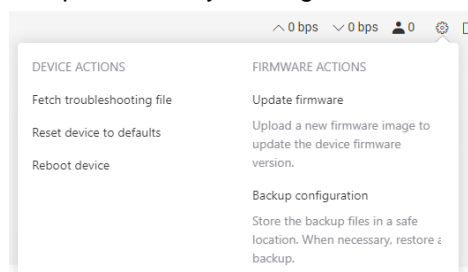 0 bps 0 bps 0
DEVICE ACTIONS
Fetch troubleshooting file
Reset device to defaults
Reboot device
FIRMWARE ACTIONS
Update firmware
Upload a new firmware image to
update the device firmware
version.
Backup configuration
Store the backup files in a safe
location. When necessary, restore a
backup.